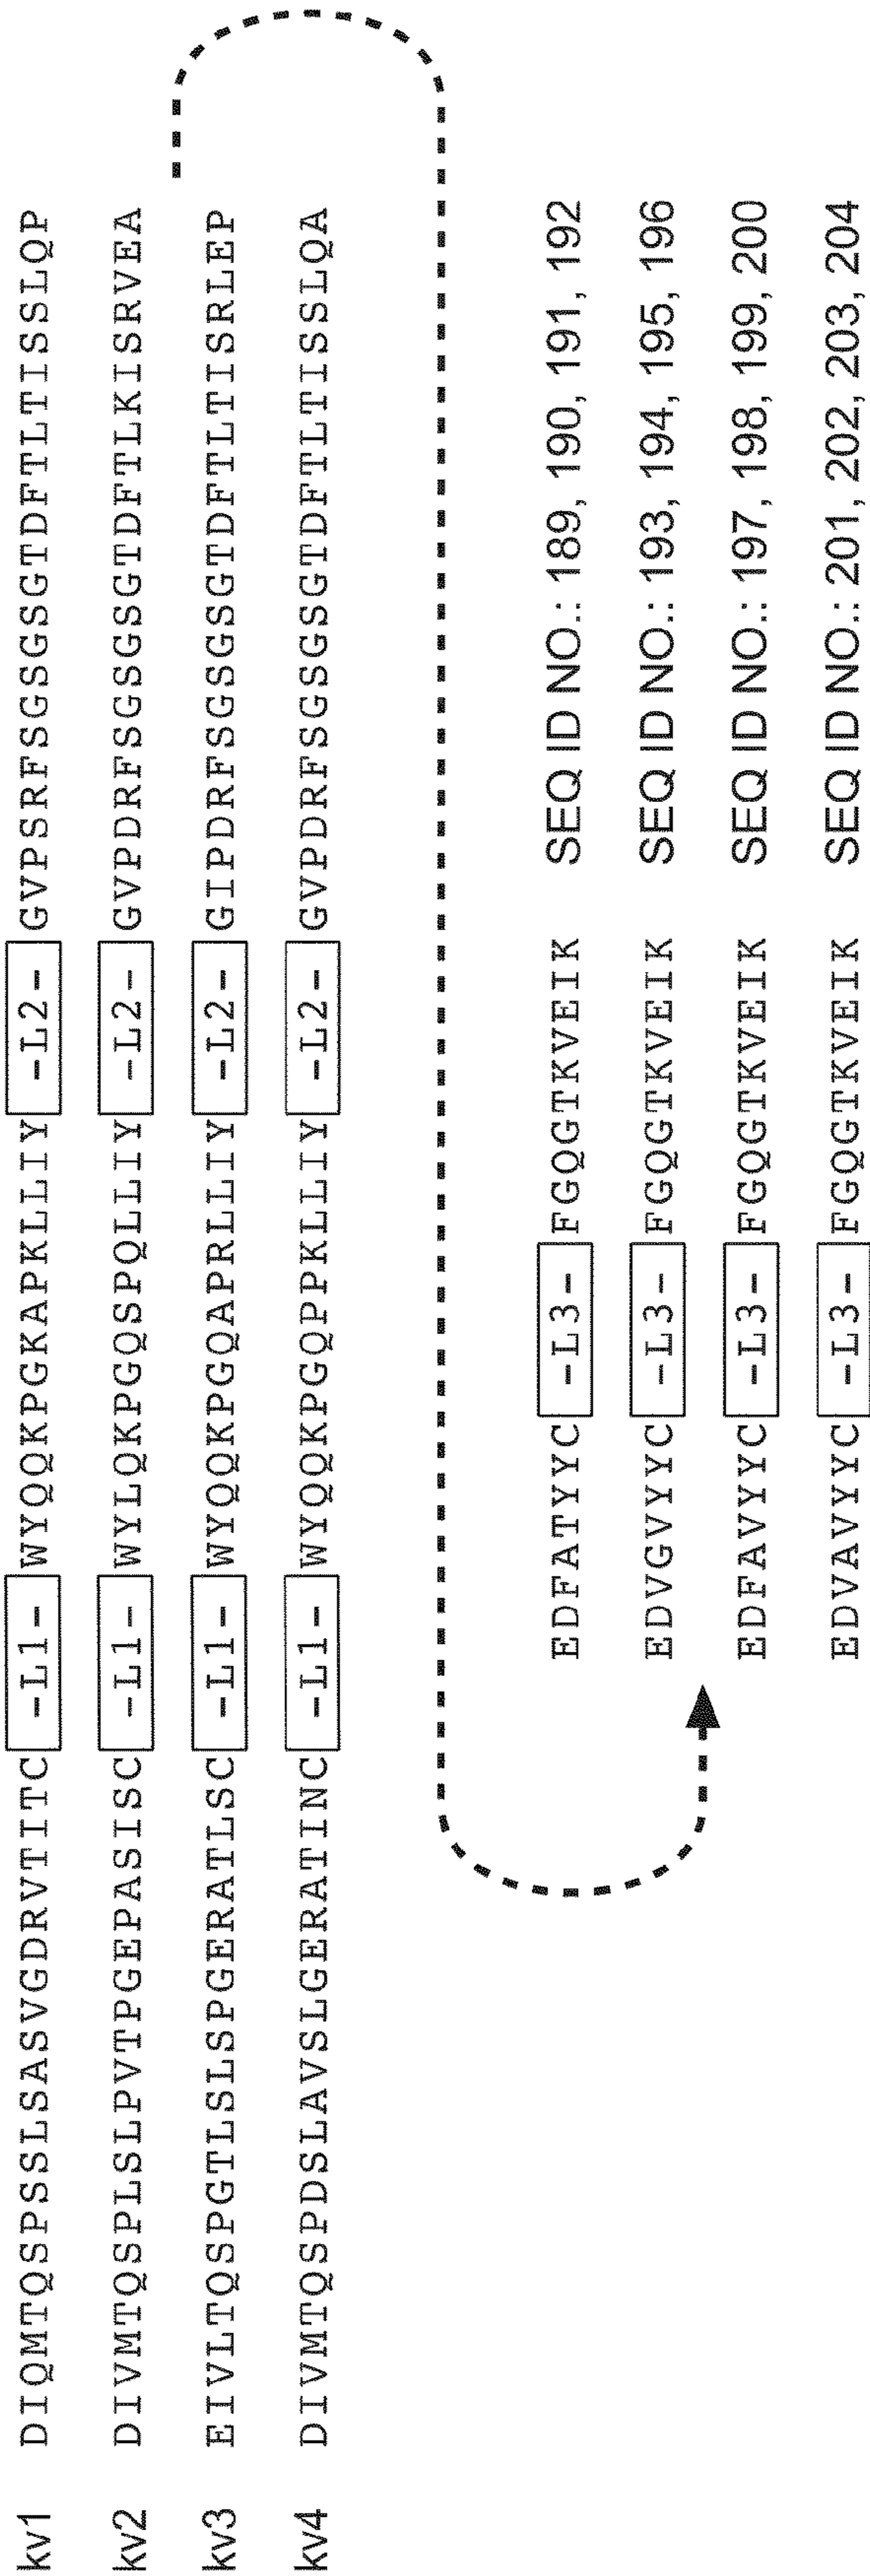 kv1 DIQMTQSPSSLSASVGDRVTITC -L1- WYQQKPGKAPKLLIY -L2- GVPSRFSGSGSGTDFTLTISSLQP
kv2 DIVMTQSPLSLPVTPGEPASISC -L1- WYLQKPGQSPQLLIY -L2- GVPDRFSGSGSGTDFTLKISRVEA
kv3 EIVLTQSPGTLSLSPGERATLSC -L1- WYQQKPGQAPRLLIY -L2- GIPDRFSGSGSGTDFTLTISRLEP
kv4 DIVMTQSPDSLAVSLGERATINC -L1- WYQQKPGQPPKLLIY -L2- GVPDRFSGSGSGTDFTLTISSLQA
EDFATYYC -L3- FGQGTKVEIK SEQ ID NO.: 189, 190, 191, 192
EDVGVYYC -L3- FGQGTKVEIK SEQ ID NO.: 193, 194, 195, 196
EDFAVYYC -L3- FGQGTKVEIK SEQ ID NO.: 197, 198, 199, 200
EDVAVYYC -L3- FGQGTKVEIK SEQ ID NO.: 201, 202, 203, 204